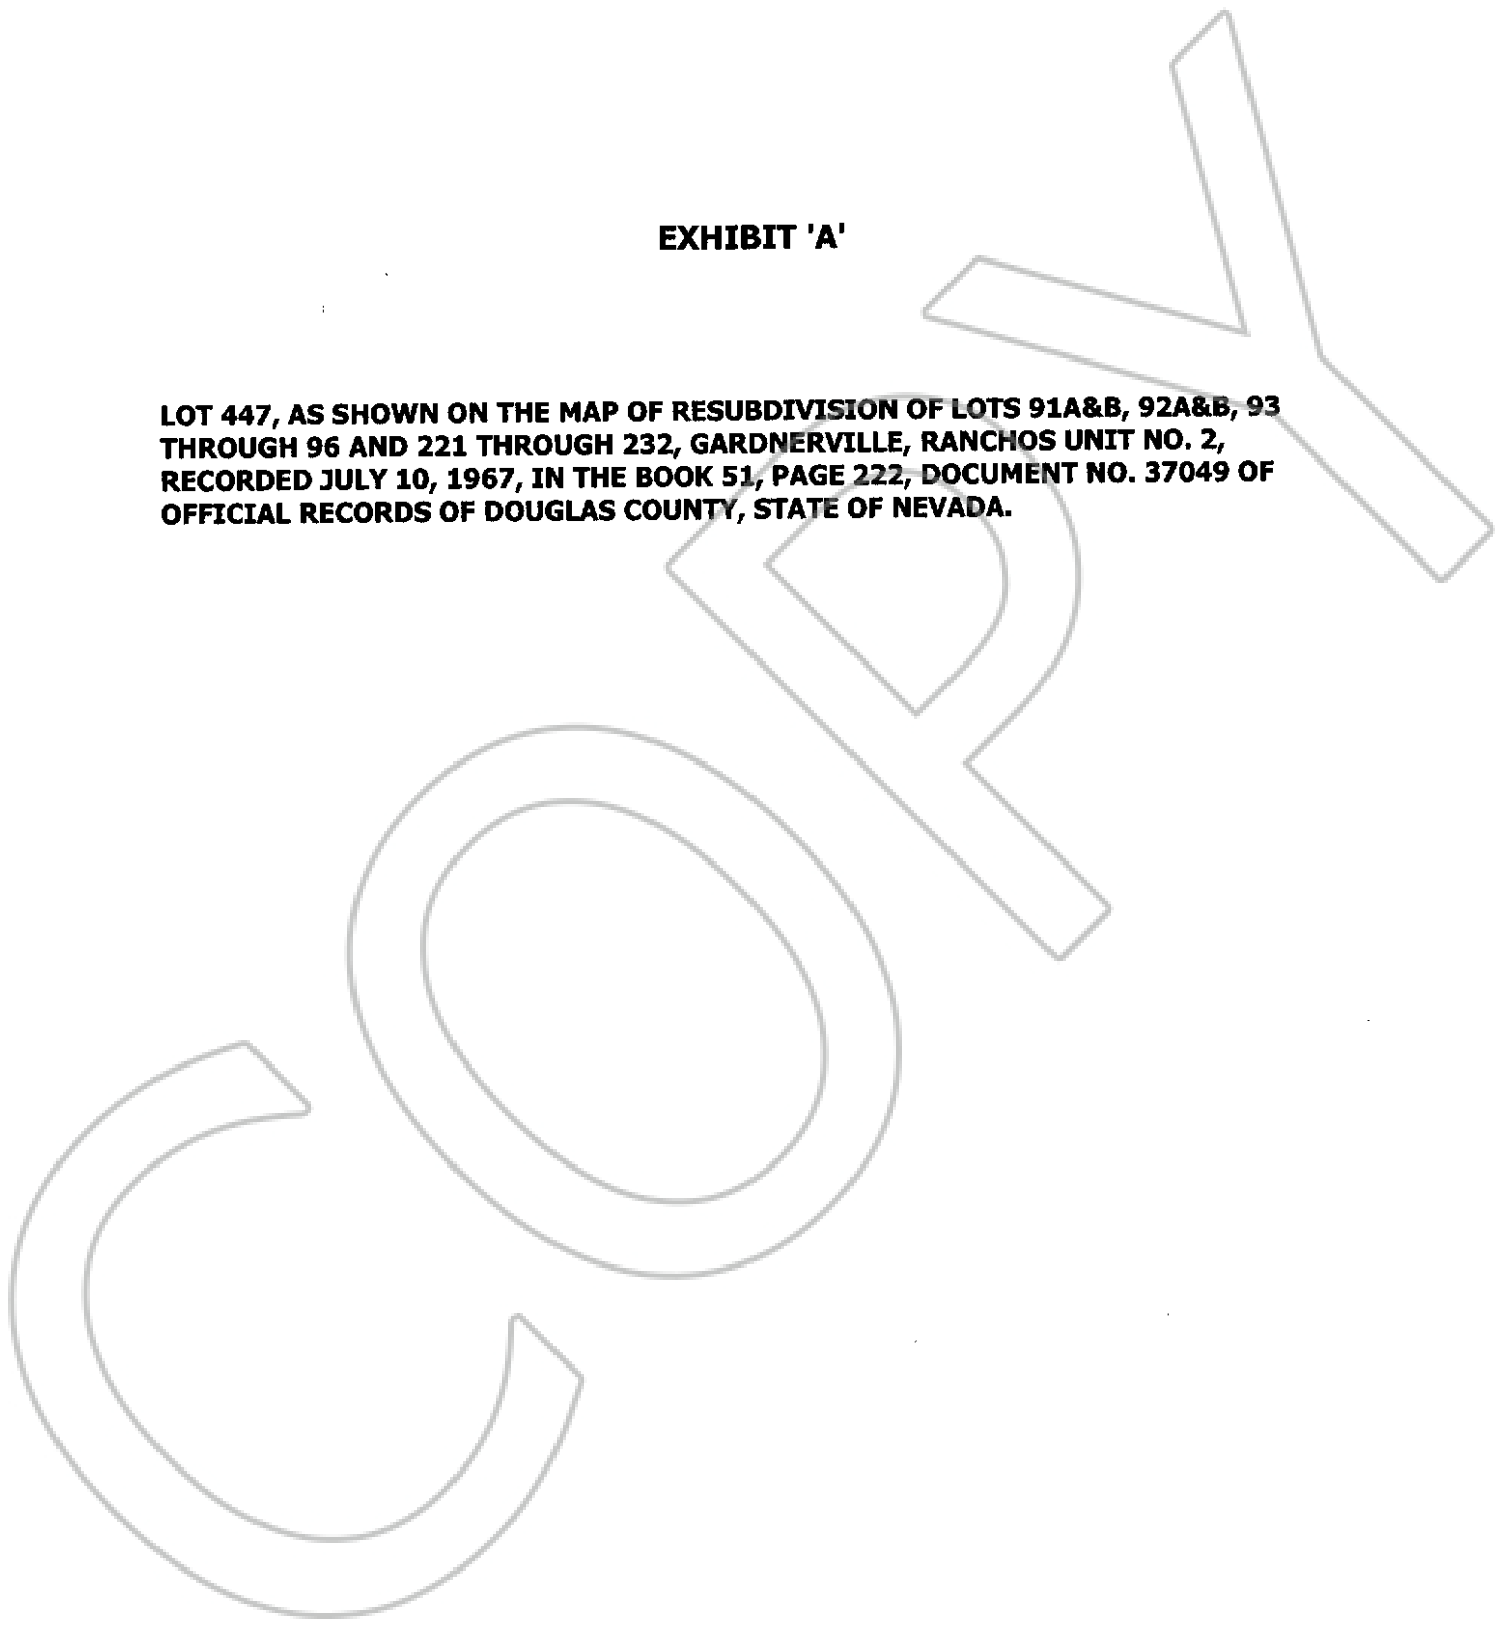 EXHIBIT 'A'
LOT 447, AS SHOWN ON THE MAP OF RESUBDIVISION OF LOTS 91A&B, 92A&B, 93
THROUGH 96 AND 221 THROUGH 232, GARDNERVILLE, RANCHOS UNIT NO. 2,
RECORDED JULY 10, 1967, IN THE BOOK 51, PAGE 222, DOCUMENT NO. 37049 OF
OFFICIAL RECORDS OF DOUGLAS COUNTY, STATE OF NEVADA.
COPY